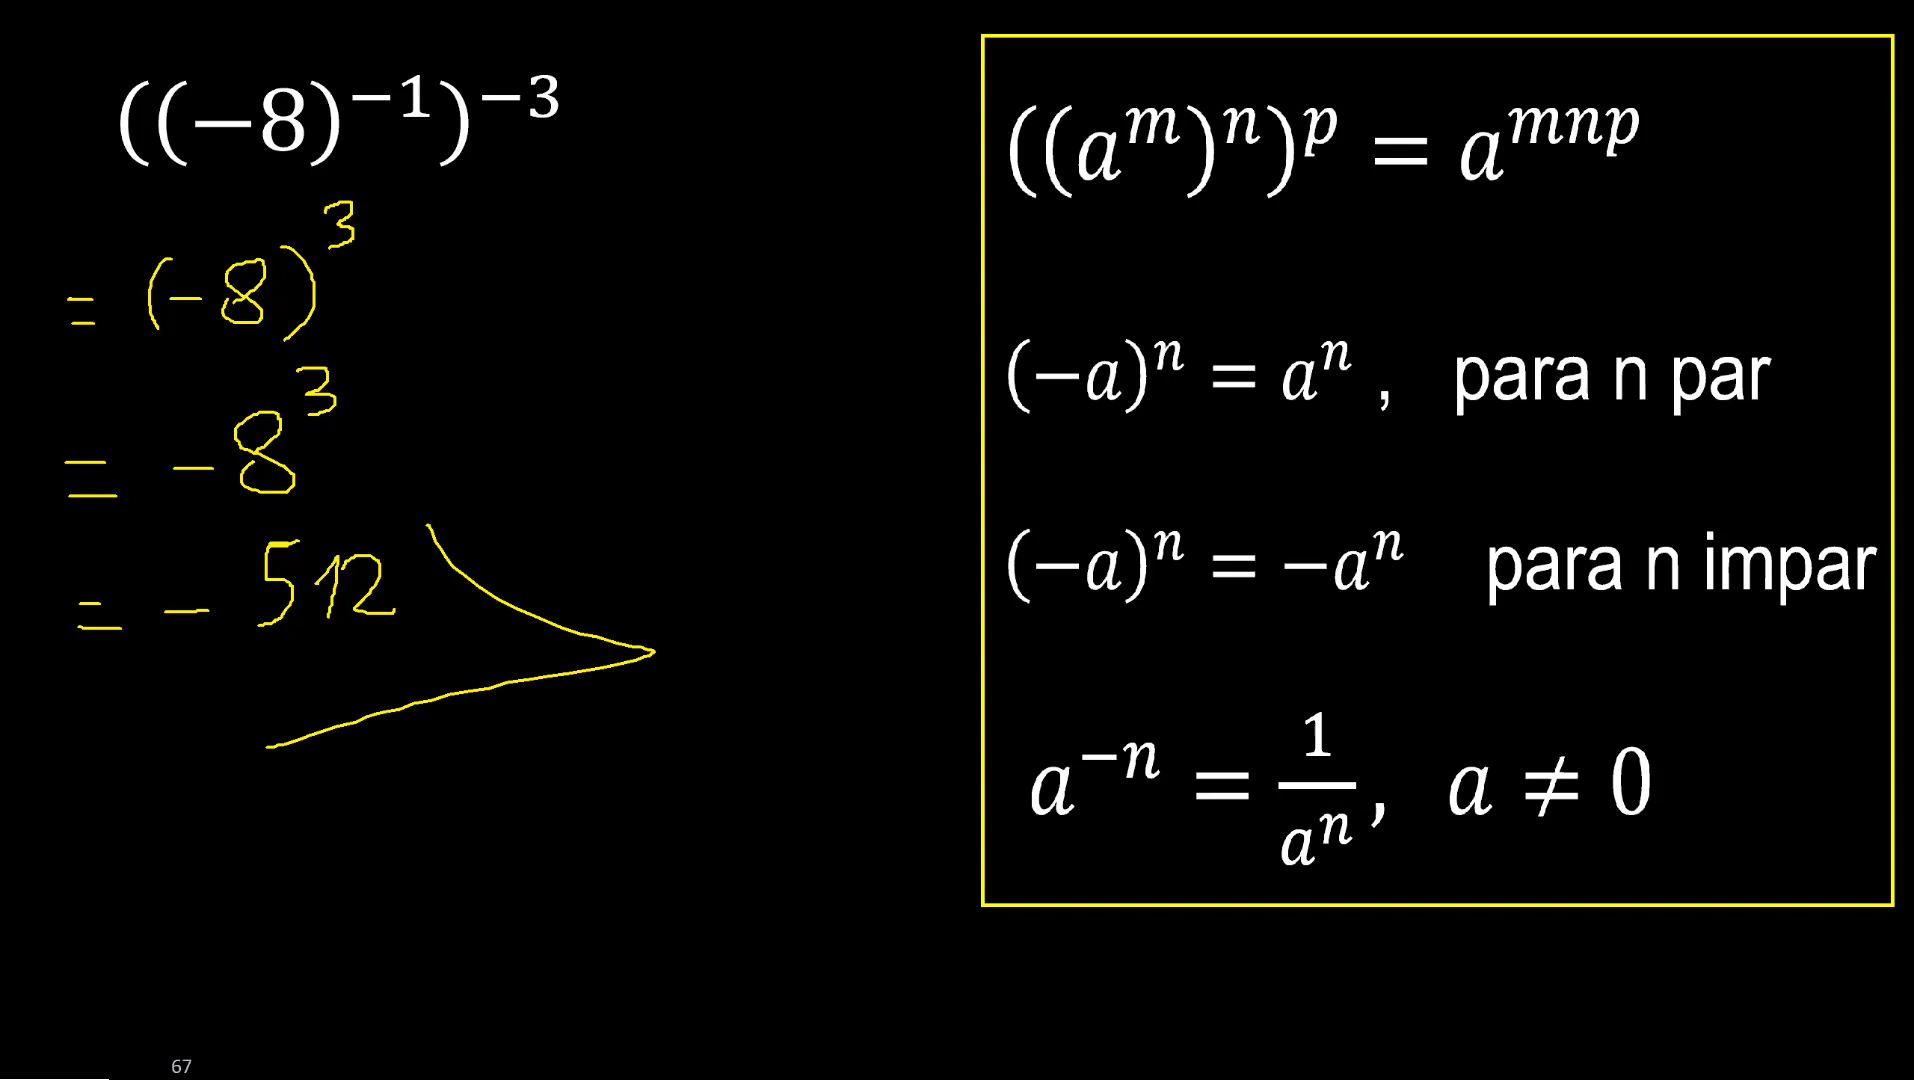 ((−8)⁻¹)⁻³
= (-8)³
= -8³
= - 512
((aᵐ)ⁿ)ᵖ = aᵐⁿᵖ
(−a)ⁿ = aⁿ , para n par
(−a)ⁿ = −aⁿ para n impar
a⁻ⁿ = 1/aⁿ, a ≠ 0
67